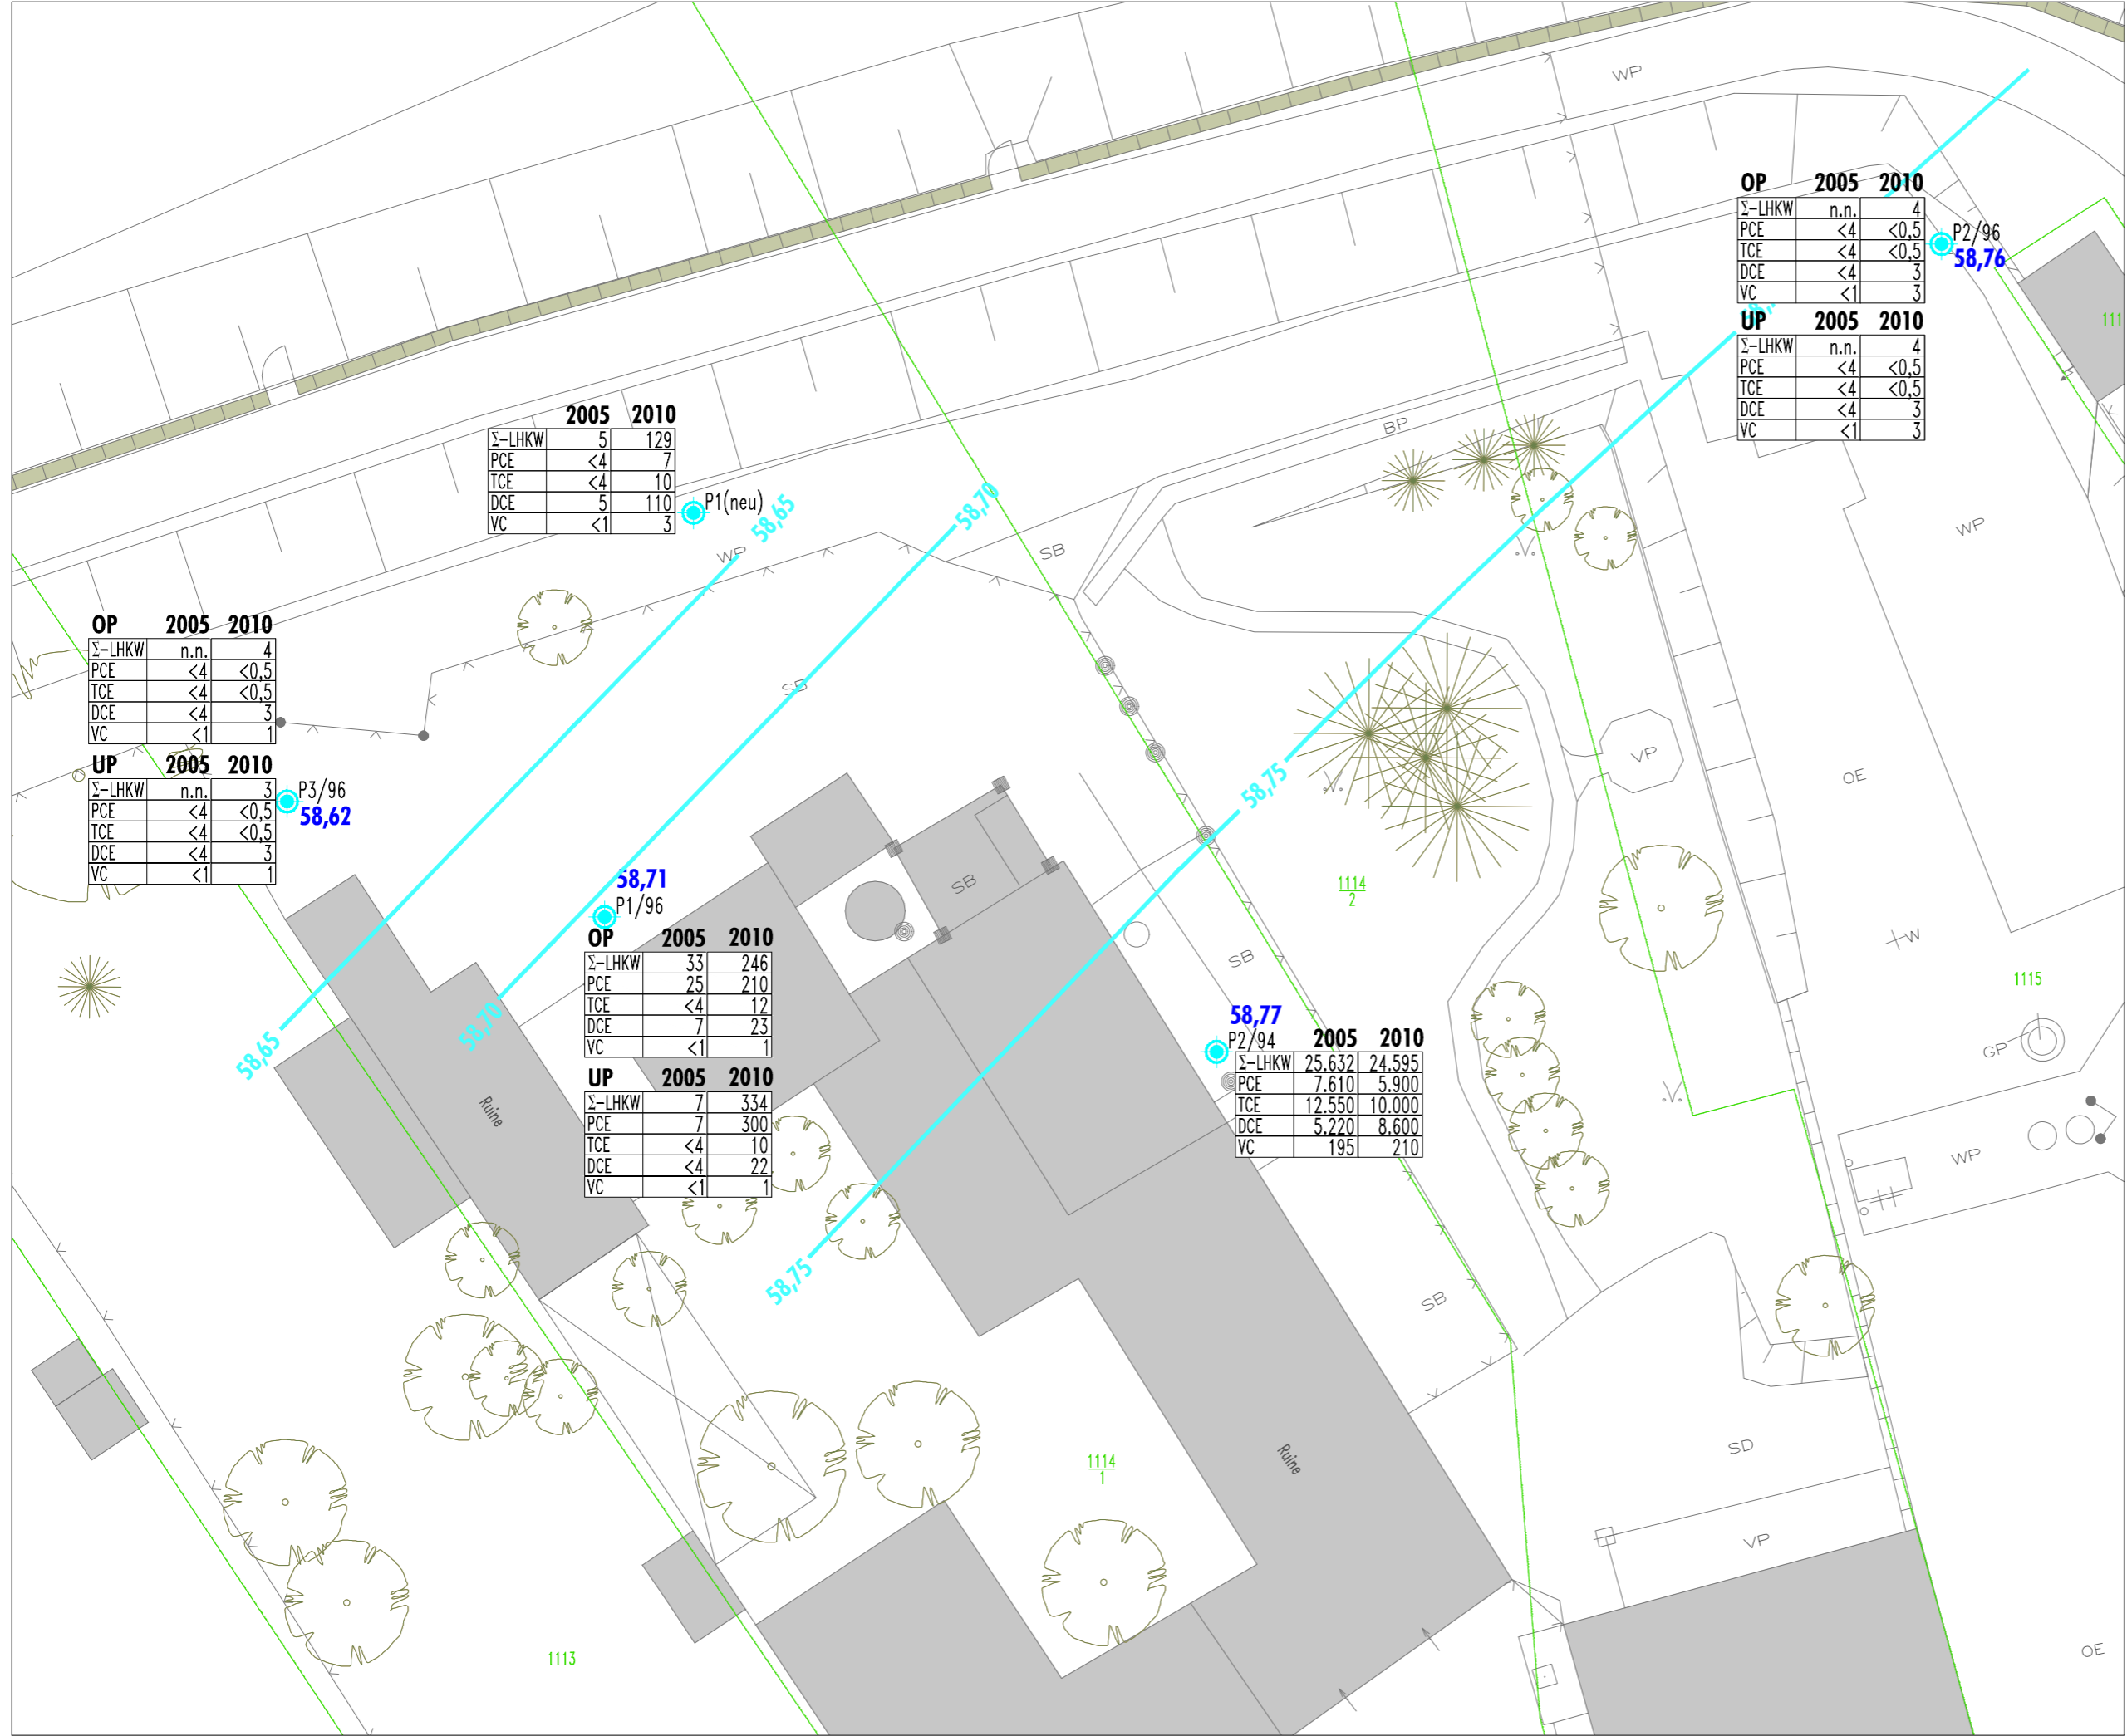 WP
OP 2005 2010
Σ-LHKW n.n. 4
PCE <4 <0,5
TCE <4 <0,5
DCE <4 3
VC <1 3
P2/96
58,76
UP 2005 2010
Σ-LHKW n.n. 4
PCE <4 <0,5
TCE <4 <0,5
DCE <4 3
VC <1 3
111
2005 2010
Σ-LHKW 5 129
PCE <4 7
TCE <4 10
DCE 5 110
VC <1 3
P1(neu)
58,65
58,70
BP
WP
SB
WP
OP 2005 2010
Σ-LHKW n.n. 4
PCE <4 <0,5
TCE <4 <0,5
DCE <4 3
VC <1 1
SB
UP 2005 2010
Σ-LHKW n.n. 3
PCE <4 <0,5
TCE <4 <0,5
DCE <4 3
VC <1 1
P3/96
58,62
58,75
VP
OE
58,71
P1/96
SB
1114
2
W
OP 2005 2010
Σ-LHKW 33 246
PCE 25 210
TCE <4 12
DCE 7 23
VC <1 1
SB
1115
58,65
58,70
58,77
P2/94
2005 2010
Σ-LHKW 25.632 24.595
PCE 7.610 5.900
TCE 12.550 10.000
DCE 5.220 8.600
VC 195 210
GP
UP 2005 2010
Σ-LHKW 7 334
PCE 7 300
TCE <4 10
DCE <4 22
VC <1 1
Ruine
WP
58,75
SB
1114
1
Ruine
SD
VP
1113
OE